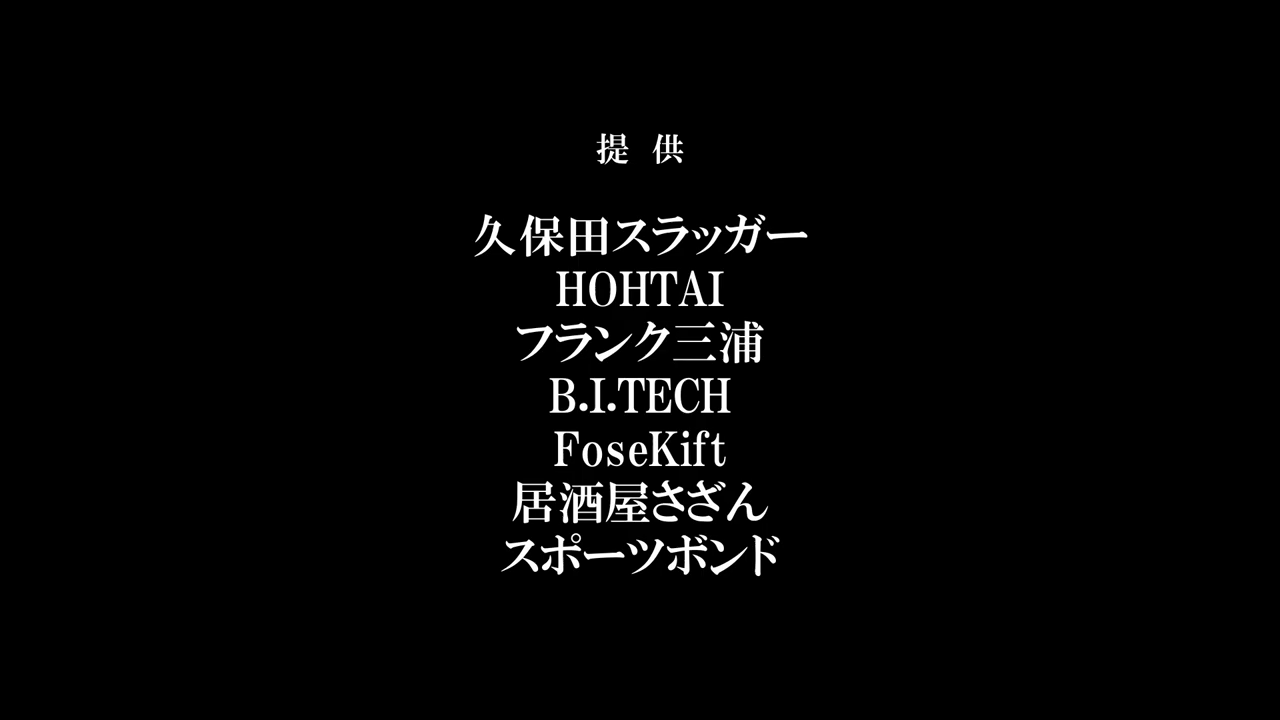 提 供
久保田スラッガー
HOHTAI
フランク三浦
B.I.TECH
FoseKift
居酒屋さざん
スポーツボンド